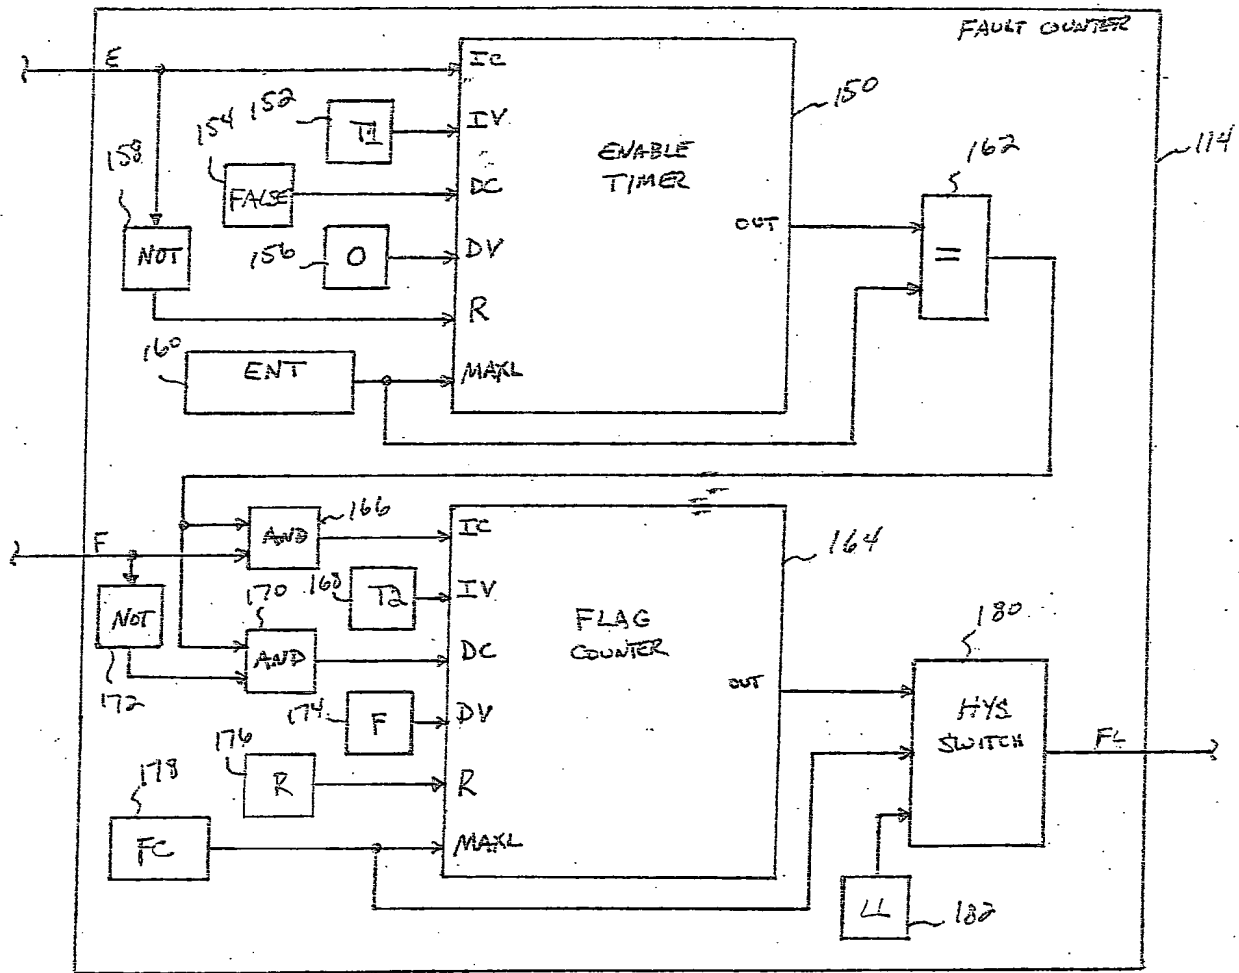 FAULT COUNTER
E
IC
150
152
T1
IV
154
ENABLE
TIMER
114
158
FALSE
DC
162
OUT
NOT
156
O
DV
=
R
160
ENT
MAXL
166
AND
IC
F
164
168
T2
IV
170
NOT
FLAG
COUNTER
180
AND
DC
172
OUT
174
F
DV
HYS
SWITCH
FL
176
R
R
178
FC
MAXL
LL
182